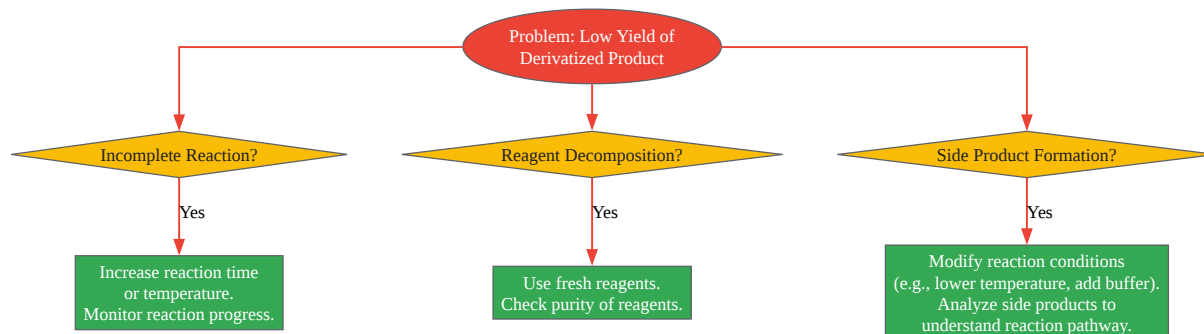 Problem: Low Yield of
Derivatized Product
Incomplete Reaction?
Reagent Decomposition?
Side Product Formation?
Yes
Yes
Yes
Increase reaction time
or temperature.
Monitor reaction progress.
Use fresh reagents.
Check purity of reagents.
Modify reaction conditions
(e.g., lower temperature, add buffer).
Analyze side products to
understand reaction pathway.